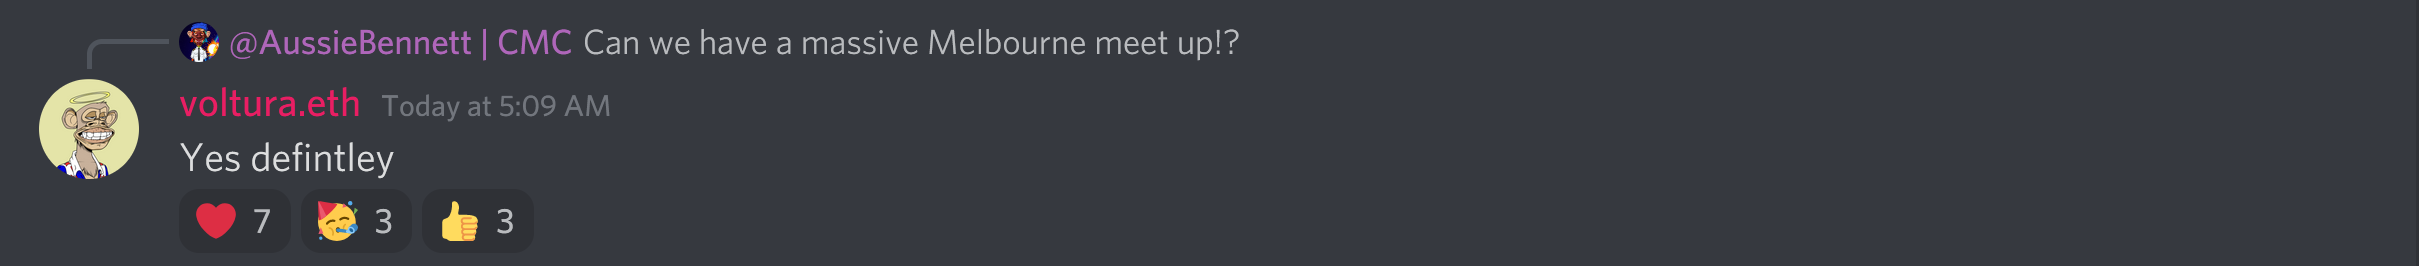 @AussieBennett | CMC Can we have a massive Melbourne meet up!?
voltura.eth Today at 5:09 AM
Yes defintley
7 3 3